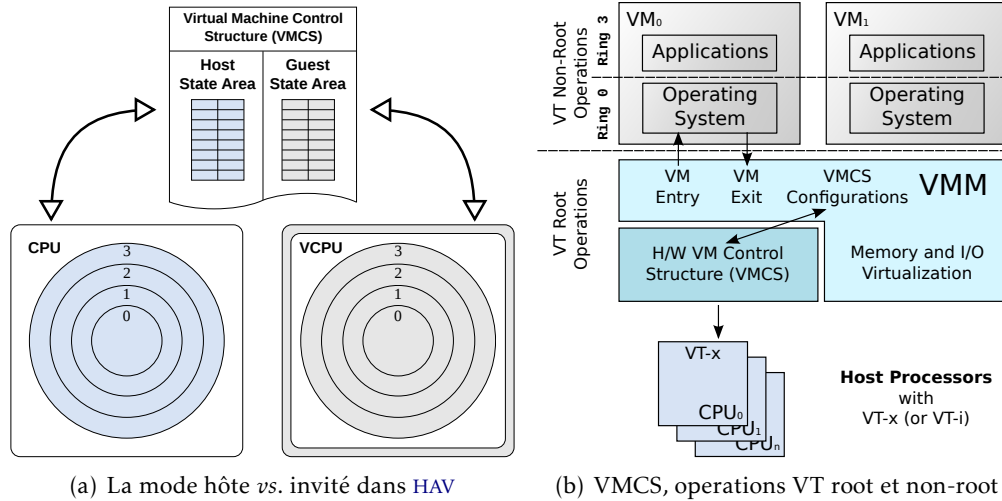 Virtual Machine Control
Structure (VMCS)
Host
State Area
Guest
State Area
CPU
3
2
1
0
VCPU
3
2
1
0
(a) La mode hôte vs. invité dans HAV
VT Non-Root
Operations
Ring 3
Ring 0
VM0
Applications
Operating
System
VM1
Applications
Operating
System
VT Root
Operations
VM
Entry
VM
Exit
VMCS
Configurations
VMM
H/W VM Control
Structure (VMCS)
Memory and I/O
Virtualization
VT-x
CPU0
CPU1
CPUn
Host Processors
with
VT-x (or VT-i)
(b) VMCS, operations VT root et non-root